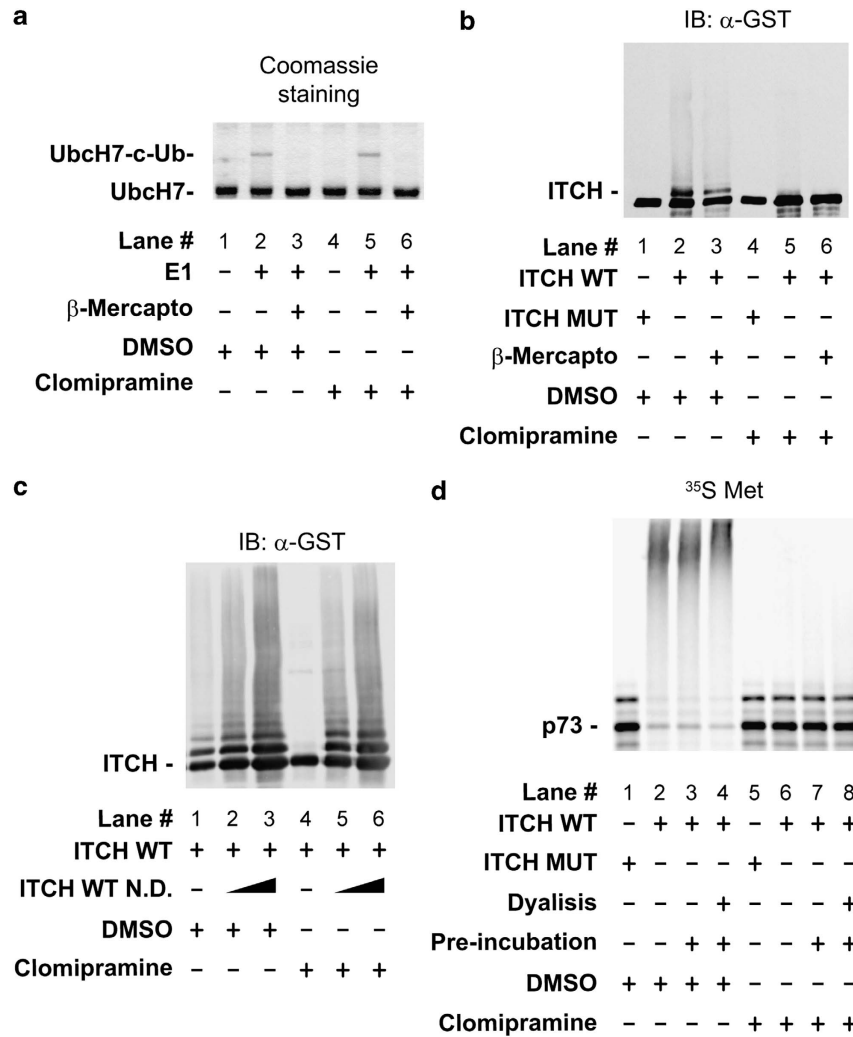 a
Coomassie
staining
UbcH7-c-Ub-
UbcH7-
Lane # 1 2 3 4 5 6
E1 – + + – + +
β-Mercapto – – + – – +
DMSO + + + – – –
Clomipramine – – – + + +
b
IB: α-GST
ITCH -
Lane # 1 2 3 4 5 6
ITCH WT – + + – + +
ITCH MUT + – – + – –
β-Mercapto – – + – – +
DMSO + + + – – –
Clomipramine – – – + + +
c
IB: α-GST
ITCH -
Lane # 1 2 3 4 5 6
ITCH WT + + + + + +
ITCH WT N.D. – –
DMSO + + + – – –
Clomipramine – – – + + +
d
³⁵S Met
p73 -
Lane # 1 2 3 4 5 6 7 8
ITCH WT – + + + – + + +
ITCH MUT + – – – + – – –
Dyalisis – – – + – – – +
Pre-incubation – – + + – – + +
DMSO + + + + – – – –
Clomipramine – – – – + + + +